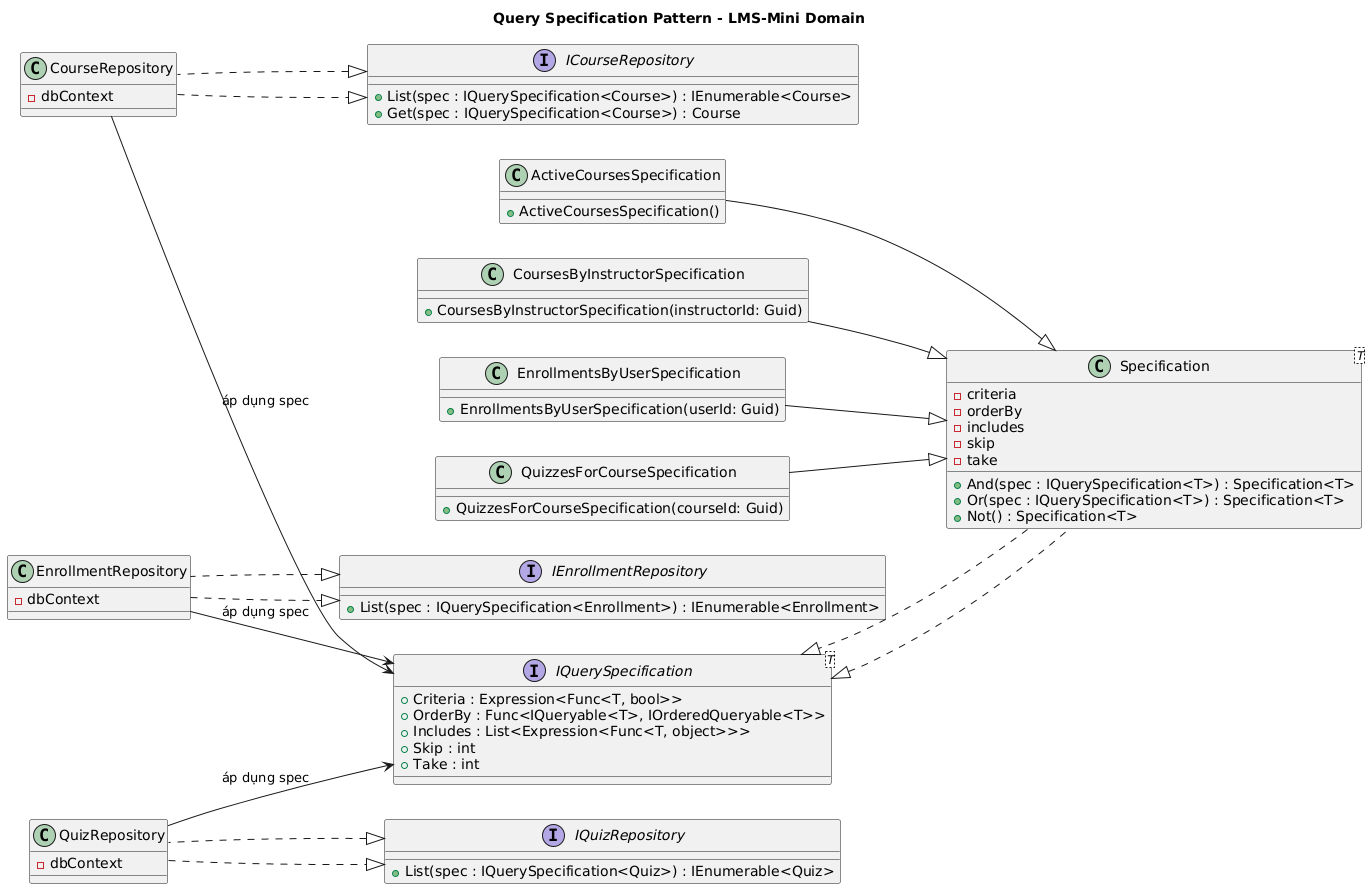 Query Specification Pattern - LMS-Mini Domain
C CourseRepository
dbContext
I ICourseRepository
List(spec : IQuerySpecification<Course>) : IEnumerable<Course>
Get(spec : IQuerySpecification<Course>) : Course
C ActiveCoursesSpecification
ActiveCoursesSpecification()
C CoursesByInstructorSpecification
CoursesByInstructorSpecification(instructorId: Guid)
C EnrollmentsByUserSpecification
EnrollmentsByUserSpecification(userId: Guid)
C QuizzesForCourseSpecification
QuizzesForCourseSpecification(courseId: Guid)
C Specification
T
criteria
orderBy
includes
skip
take
And(spec : IQuerySpecification<T>) : Specification<T>
Or(spec : IQuerySpecification<T>) : Specification<T>
Not() : Specification<T>
áp dụng spec
C EnrollmentRepository
dbContext
I IEnrollmentRepository
List(spec : IQuerySpecification<Enrollment>) : IEnumerable<Enrollment>
áp dụng spec
I IQuerySpecification
T
Criteria : Expression<Func<T, bool>>
OrderBy : Func<IQueryable<T>, IOrderedQueryable<T>>
Includes : List<Expression<Func<T, object>>>
Skip : int
Take : int
áp dụng spec
C QuizRepository
dbContext
I IQuizRepository
List(spec : IQuerySpecification<Quiz>) : IEnumerable<Quiz>